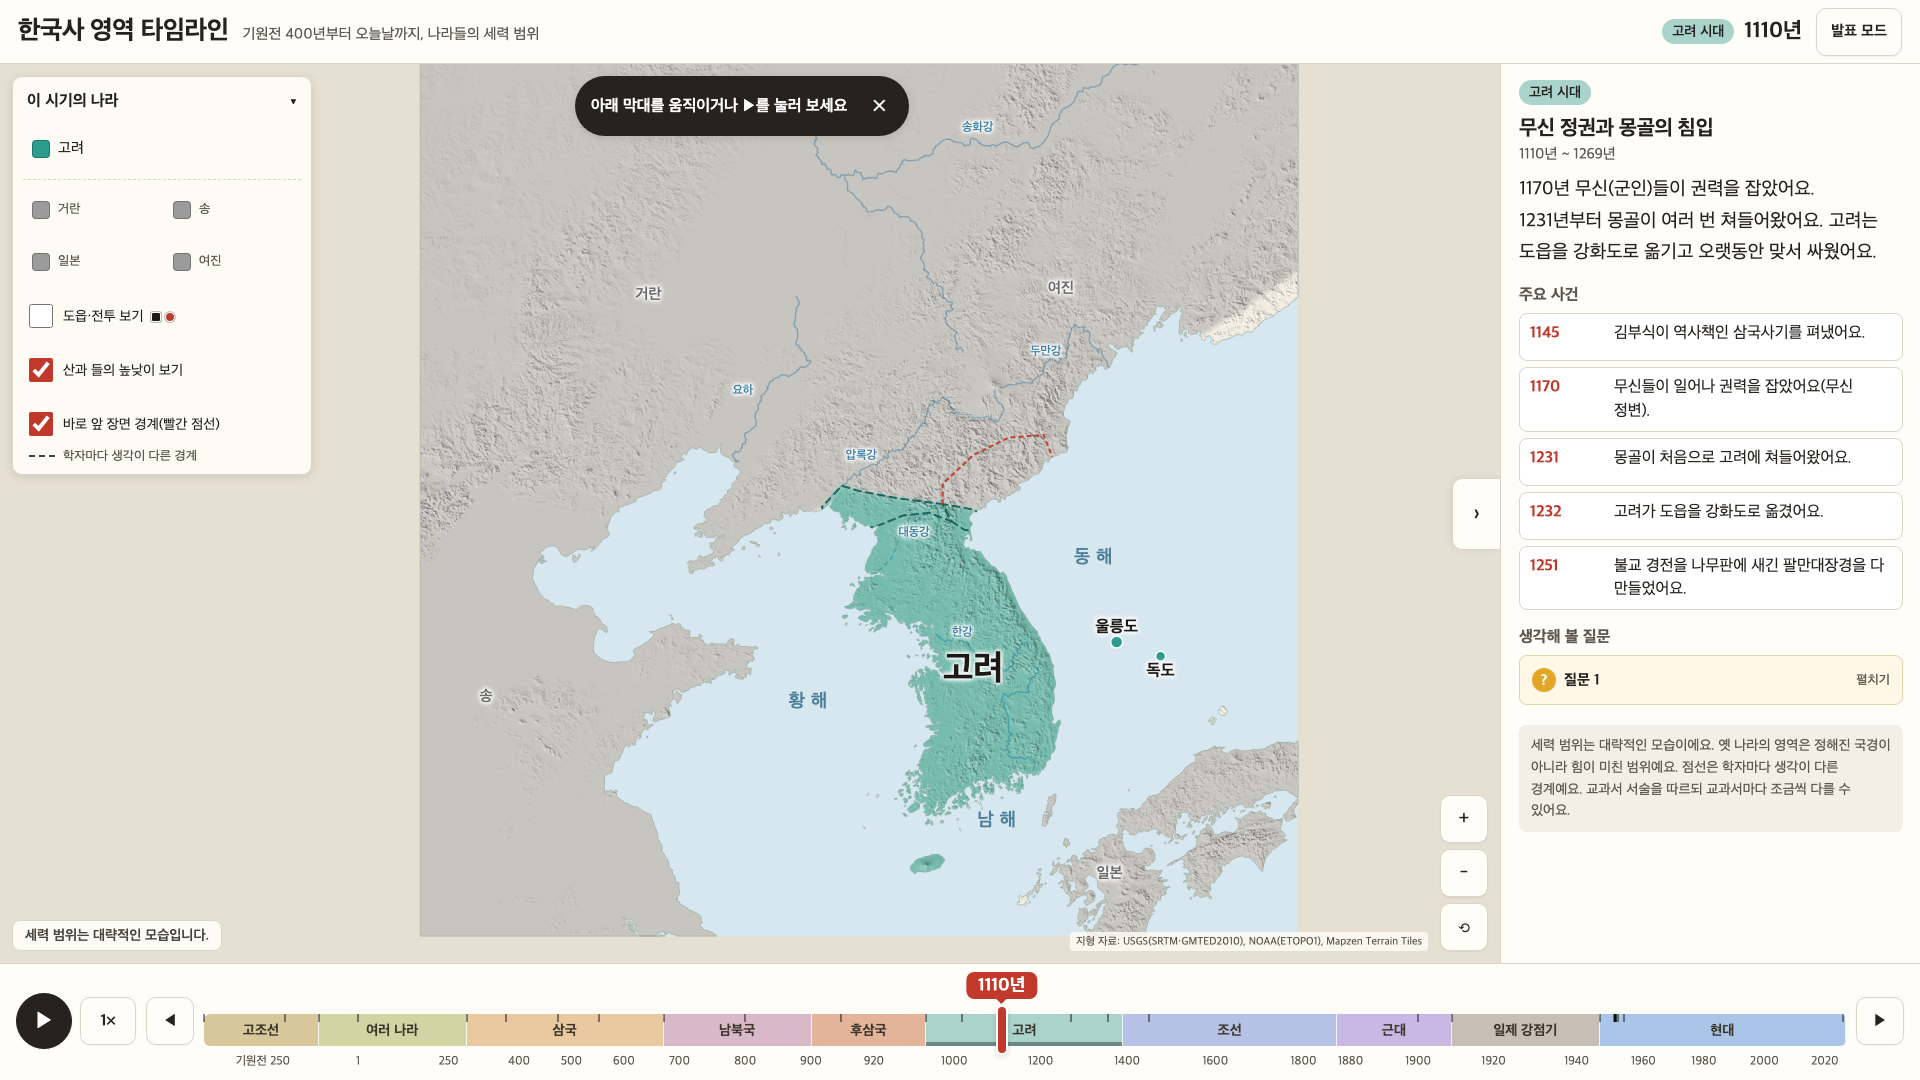 한국사 영역 타임라인
기원전 400년부터 오늘날까지, 나라들의 세력 범위
고려 시대
1110년
발표 모드
이 시기의 나라
▼
고려
거란
송
일본
여진
도읍·전투 보기
산과 들의 높낮이 보기
바로 앞 장면 경계(빨간 점선)
학자마다 생각이 다른 경계
아래 막대를 움직이거나 ▶를 눌러 보세요 ✕
송화강
거란
여진
두만강
요하
압록강
대동강
동해
울릉도
독도
한강
고려
황해
송
남해
일본
세력 범위는 대략적인 모습입니다.
지형 자료: USGS(SRTM·GMTED2010), NOAA(ETOPO1), Mapzen Terrain Tiles
›
+
−
⟲
고려 시대
무신 정권과 몽골의 침입
1110년 ~ 1269년
1170년 무신(군인)들이 권력을 잡았어요.
1231년부터 몽골이 여러 번 쳐들어왔어요. 고려는
도읍을 강화도로 옮기고 오랫동안 맞서 싸웠어요.
주요 사건
1145 김부식이 역사책인 삼국사기를 펴냈어요.
1170 무신들이 일어나 권력을 잡았어요(무신
정변).
1231 몽골이 처음으로 고려에 쳐들어왔어요.
1232 고려가 도읍을 강화도로 옮겼어요.
1251 불교 경전을 나무판에 새긴 팔만대장경을 다
만들었어요.
생각해 볼 질문
? 질문 1 펼치기
세력 범위는 대략적인 모습이에요. 옛 나라의 영역은 정해진 국경이
아니라 힘이 미친 범위예요. 점선은 학자마다 생각이 다른
경계예요. 교과서 서술을 따르되 교과서마다 조금씩 다를 수
있어요.
1110년
▶ 1× ◀
고조선 여러 나라 삼국 남북국 후삼국 고려 조선 근대 일제 강점기 현대
▶
기원전 250 1 250 400 500 600 700 800 900 920 1000 1200 1400 1600 1800 1880 1900 1920 1940 1960 1980 2000 2020